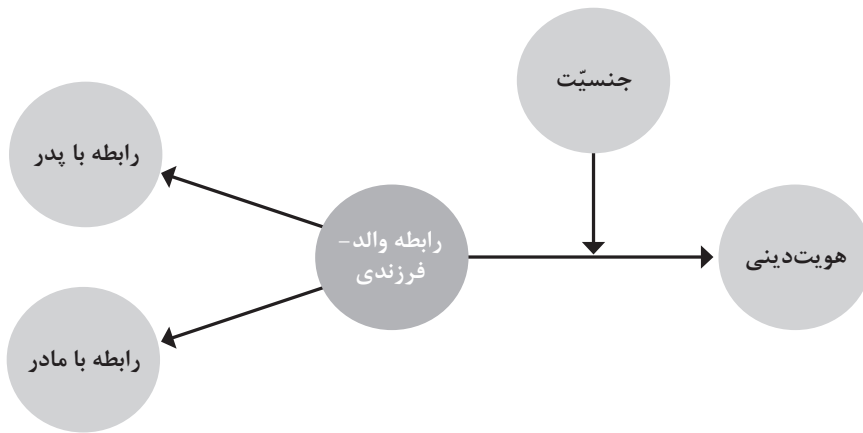 جنسیّت
رابطه با پدر
رابطه والد-
فرزندی
هویت‌دینی
رابطه با مادر